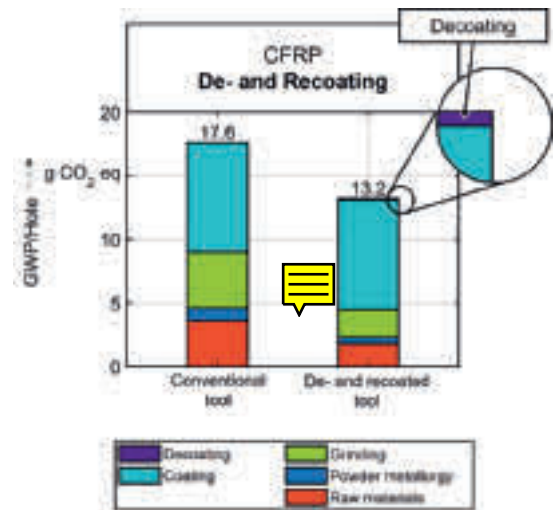 Decoating
CFRP
De- and Recoating
20
17.6
g CO₂ eq
13.2
GWP/Hole
10
5
0
Conventional
tool
De- and recoated
tool
Decoating
Coating
Grinding
Powder metallurgy
Raw materials